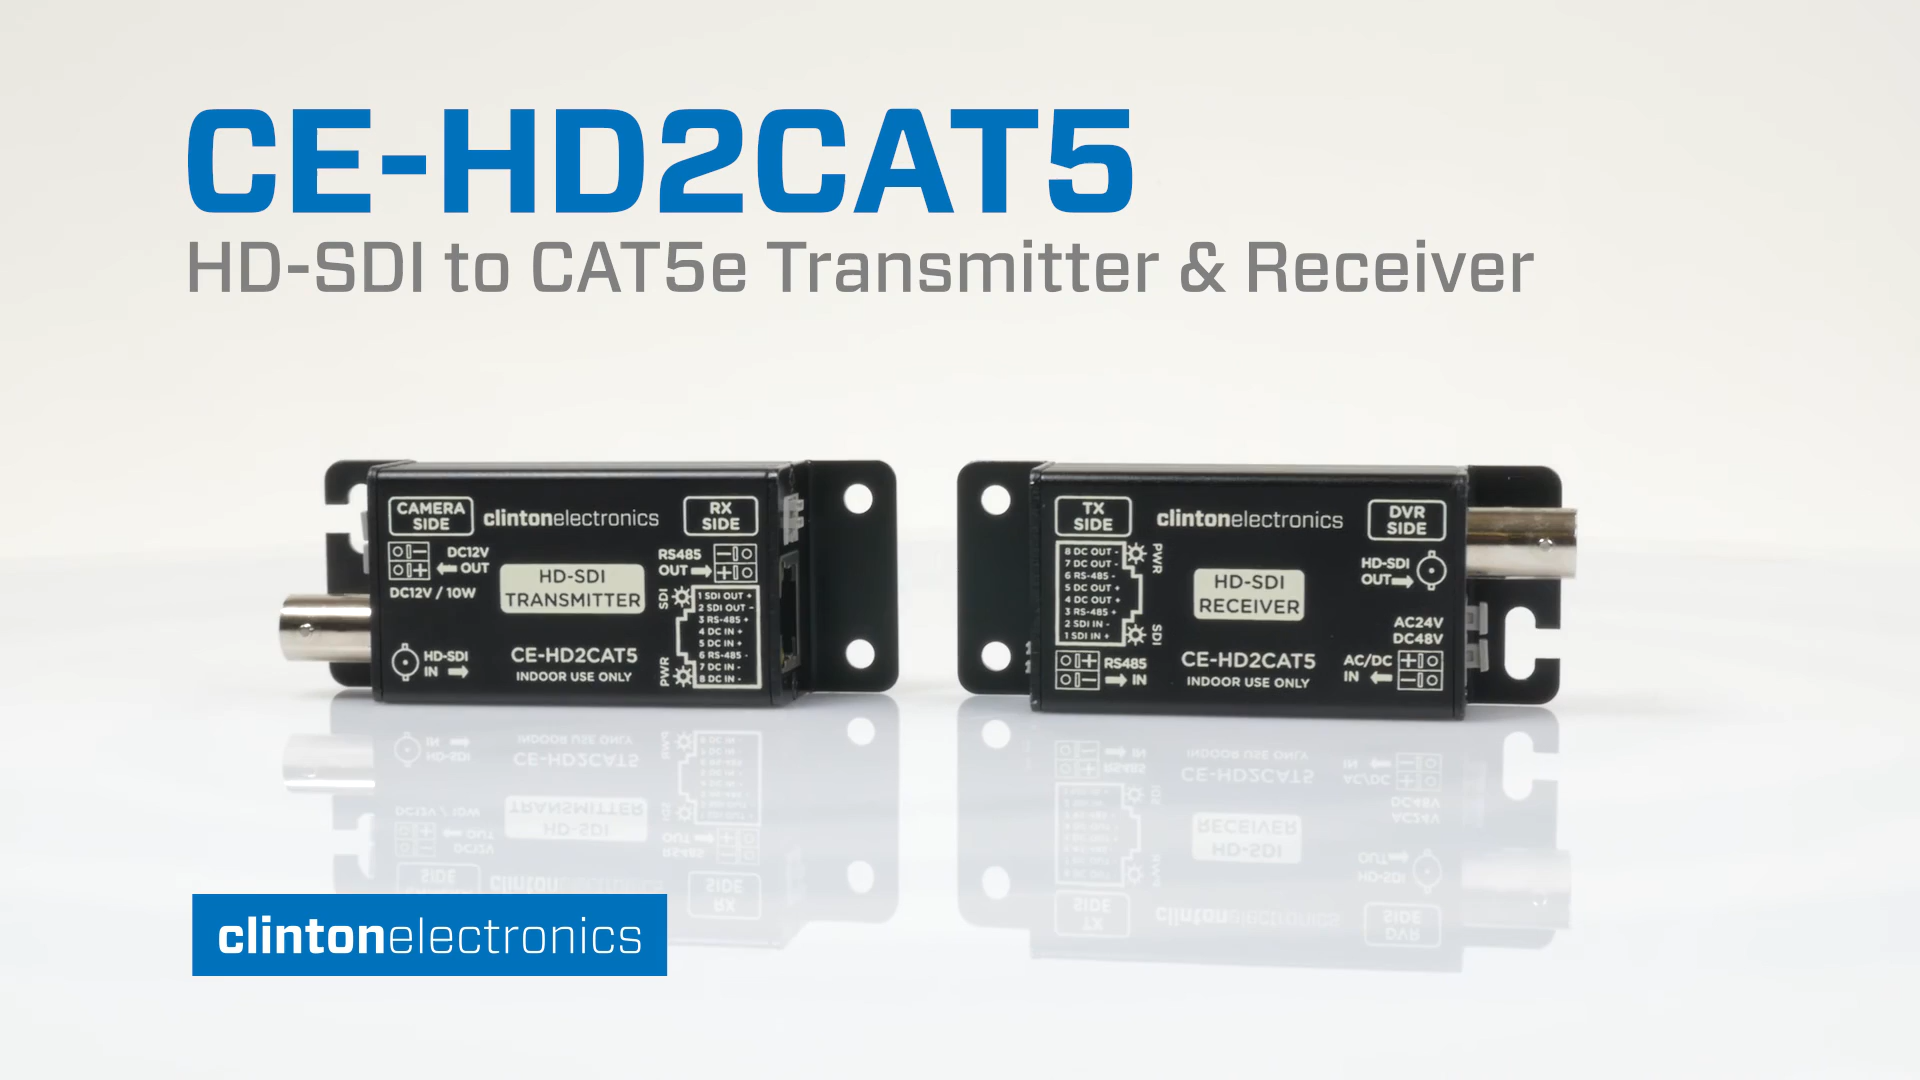 CE-HD2CAT5
HD-SDI to CAT5e Transmitter & Receiver
CAMERA
SIDE
clintonelectronics
RX
SIDE
DC12V
OUT
DC12V / 10W
HD-SDI
TRANSMITTER
RS485
OUT
SDI
1 SDI OUT +
2 SDI OUT -
3 RS-485 +
4 DC IN +
5 DC IN +
6 RS-485 -
7 DC IN -
8 DC IN -
PWR
HD-SDI
IN
CE-HD2CAT5
INDOOR USE ONLY
TX
SIDE
clintonelectronics
DVR
SIDE
8 DC OUT -
7 DC OUT -
6 RS-485 -
5 DC OUT +
4 DC OUT +
3 RS-485 +
2 SDI IN -
1 SDI IN +
PWR
SDI
HD-SDI
RECEIVER
HD-SDI
OUT
AC24V
DC48V
RS485
IN
CE-HD2CAT5
INDOOR USE ONLY
AC/DC
IN
clintonelectronics